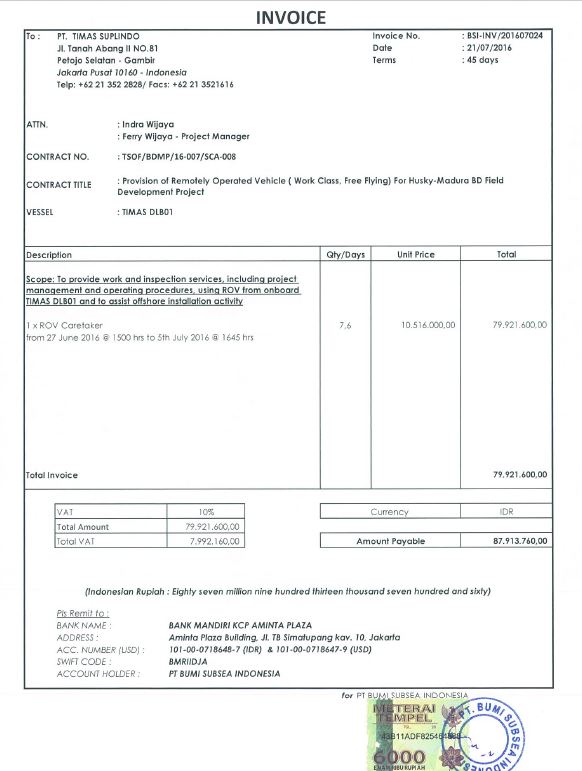 INVOICE
To : PT. TIMAS SUPLINDO
Jl. Tanah Abang II NO.81
Petojo Selatan - Gambir
Jakarta Pusat 10160 - Indonesia
Telp: +62 21 352 2828/ Facs: +62 21 3521616
Invoice No. : BSI-INV/201607024
Date : 21/07/2016
Terms : 45 days
ATTN. : Indra Wijaya
: Ferry Wijaya - Project Manager
CONTRACT NO. : TSOF/BDMP/16-007/SCA-008
CONTRACT TITLE : Provision of Remotely Operated Vehicle ( Work Class, Free Flying) For Husky-Madura BD Field
Development Project
VESSEL : TIMAS DLB01
Description Qty/Days Unit Price Total
Scope: To provide work and inspection services, including project
management and operating procedures, using ROV from onboard
TIMAS DLB01 and to assist offshore installation activity
1 x ROV Caretaker 7,6 10.516.000,00 79.921.600,00
from 27 June 2016 @ 1500 hrs to 5th July 2016 @ 1645 hrs
Total Invoice 79.921.600,00
VAT 10%
Total Amount 79.921.600,00
Total VAT 7.992.160,00
Currency IDR
Amount Payable 87.913.760,00
(Indonesian Rupiah : Eighty seven million nine hundred thirteen thousand seven hundred and sixty)
Pls Remit to :
BANK NAME : BANK MANDIRI KCP AMINTA PLAZA
ADDRESS : Aminta Plaza Building, Jl. TB Simatupang kav. 10, Jakarta
ACC. NUMBER (USD) : 101-00-0718648-7 (IDR) & 101-00-0718647-9 (USD)
SWIFT CODE : BMRIIDJA
ACCOUNT HOLDER : PT BUMI SUBSEA INDONESIA
for PT BUMI SUBSEA INDONESIA
METERAI
TEMPEL
6000
ENAM RIBU RUPIAH
PT. BUMI SUBSEA INDONESIA